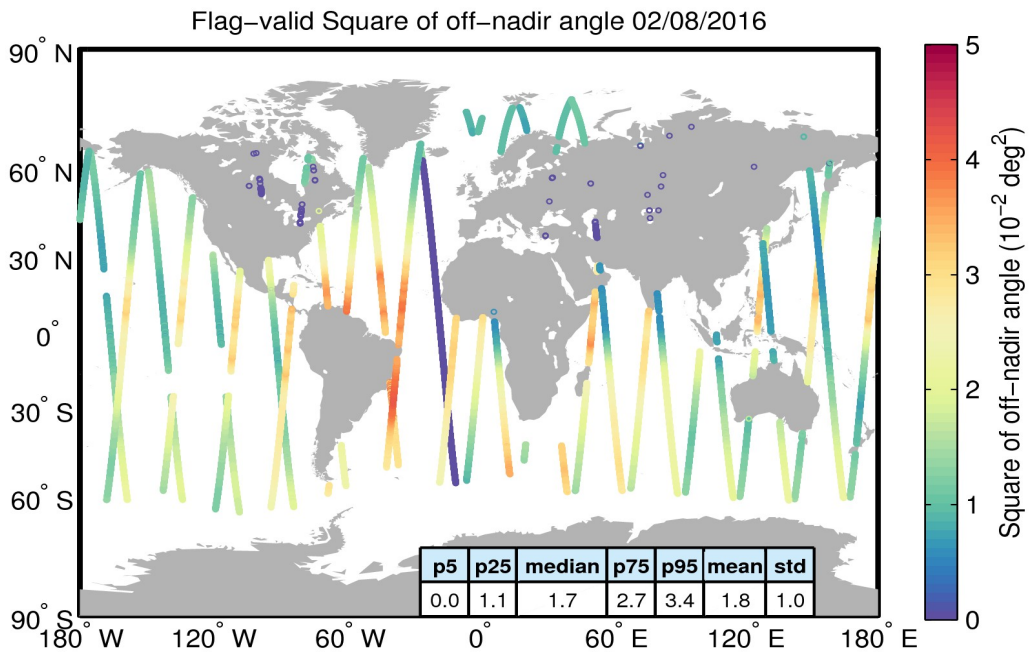 Flag−valid Square of off−nadir angle 02/08/2016
90° N
60° N
30° N
0°
30° S
60° S
90° S
180° W 120° W 60° W 0° 60° E 120° E 180° E
p5 p25 median p75 p95 mean std
0.0 1.1 1.7 2.7 3.4 1.8 1.0
5
4
3
2
1
0
Square of off−nadir angle (10⁻² deg²)